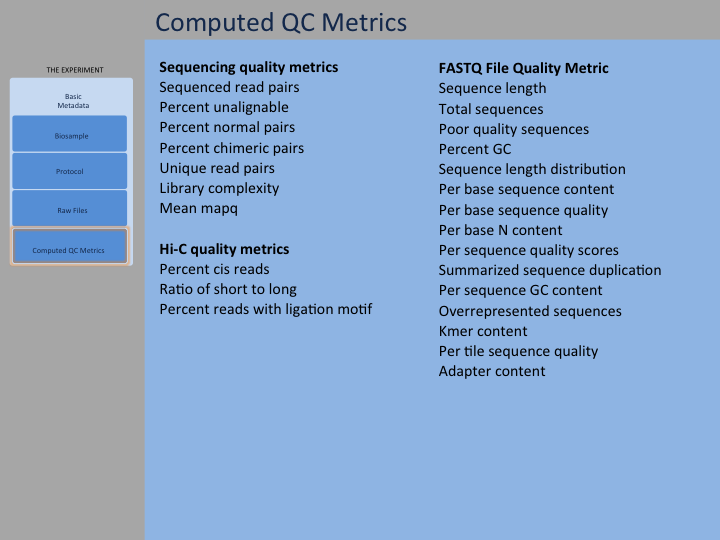 Computed QC Metrics
THE EXPERIMENT
Basic
Metadata
Biosample
Protocol
Raw Files
Computed QC Metrics
Sequencing quality metrics
Sequenced read pairs
Percent unalignable
Percent normal pairs
Percent chimeric pairs
Unique read pairs
Library complexity
Mean mapq
Hi-C quality metrics
Percent cis reads
Ratio of short to long
Percent reads with ligation motif
FASTQ File Quality Metric
Sequence length
Total sequences
Poor quality sequences
Percent GC
Sequence length distribution
Per base sequence content
Per base sequence quality
Per base N content
Per sequence quality scores
Summarized sequence duplication
Per sequence GC content
Overrepresented sequences
Kmer content
Per tile sequence quality
Adapter content